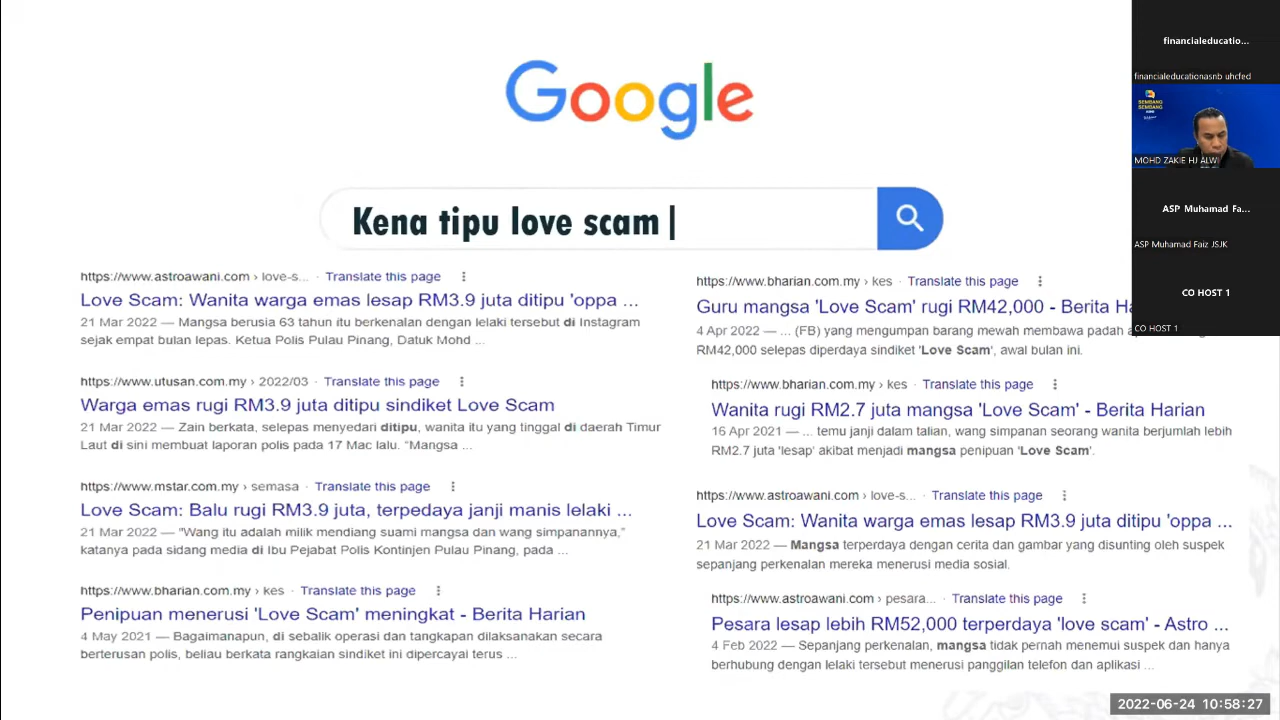 Google
Kena tipu love scam |
https://www.astroawani.com › love-s... · Translate this page
Love Scam: Wanita warga emas lesap RM3.9 juta ditipu 'oppa ...
21 Mar 2022 — Mangsa berusia 63 tahun itu berkenalan dengan lelaki tersebut di Instagram
sejak empat bulan lepas. Ketua Polis Pulau Pinang, Datuk Mohd ...
https://www.utusan.com.my › 2022/03 · Translate this page
Warga emas rugi RM3.9 juta ditipu sindiket Love Scam
21 Mar 2022 — Zain berkata, selepas menyedari ditipu, wanita itu yang tinggal di daerah Timur
Laut di sini membuat laporan polis pada 17 Mac lalu. "Mangsa ...
https://www.mstar.com.my › semasa · Translate this page
Love Scam: Balu rugi RM3.9 juta, terpedaya janji manis lelaki ...
21 Mar 2022 — "Wang itu adalah milik mendiang suami mangsa dan wang simpanannya,"
katanya pada sidang media di Ibu Pejabat Polis Kontinjen Pulau Pinang, pada ...
https://www.bharian.com.my › kes · Translate this page
Penipuan menerusi 'Love Scam' meningkat - Berita Harian
4 May 2021 — Bagaimanapun, di sebalik operasi dan tangkapan dilaksanakan secara
berterusan polis, beliau berkata rangkaian sindiket ini dipercayai terus ...
https://www.bharian.com.my › kes · Translate this page
Guru mangsa 'Love Scam' rugi RM42,000 - Berita Ha
4 Apr 2022 — ... (FB) yang mengumpan barang mewah membawa padah a
RM42,000 selepas diperdaya sindiket 'Love Scam', awal bulan ini.
https://www.bharian.com.my › kes · Translate this page
Wanita rugi RM2.7 juta mangsa 'Love Scam' - Berita Harian
16 Apr 2021 — ... temu janji dalam talian, wang simpanan seorang wanita berjumlah lebih
RM2.7 juta 'lesap' akibat menjadi mangsa penipuan 'Love Scam'.
https://www.astroawani.com › love-s... · Translate this page
Love Scam: Wanita warga emas lesap RM3.9 juta ditipu 'oppa ...
21 Mar 2022 — Mangsa terperdaya dengan cerita dan gambar yang disunting oleh suspek
sepanjang perkenalan mereka menerusi media sosial.
https://www.astroawani.com › pesara... · Translate this page
Pesara lesap lebih RM52,000 terperdaya 'love scam' - Astro ...
4 Feb 2022 — Sepanjang perkenalan, mangsa tidak pernah menemui suspek dan hanya
berhubung dengan lelaki tersebut menerusi panggilan telefon dan aplikasi ...
financialeducatio...
financialeducationasnb uhcfed
SEMBANG
SEMBANG
MOHD ZAKIE HJ ALWI
ASP Muhamad Fa...
ASP Muhamad Faiz JSJK
CO HOST 1
CO HOST 1
2022-06-24 10:58:27